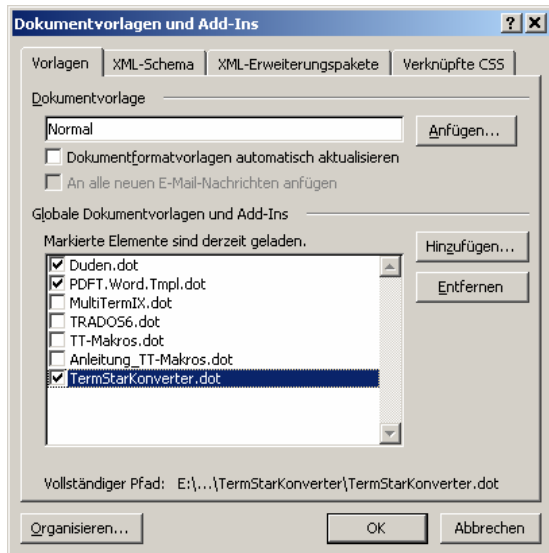 Dokumentvorlagen und Add-Ins
Vorlagen XML-Schema XML-Erweiterungspakete Verknüpfte CSS
Dokumentvorlage
Normal Anfügen...
Dokumentformatvorlagen automatisch aktualisieren
An alle neuen E-Mail-Nachrichten anfügen
Globale Dokumentvorlagen und Add-Ins
Markierte Elemente sind derzeit geladen. Hinzufügen...
Duden.dot
PDFT.Word.Tmpl.dot Entfernen
MultiTermIX.dot
TRADOS6.dot
TT-Makros.dot
Anleitung_TT-Makros.dot
TermStarKonverter.dot
Vollständiger Pfad: E:\...\TermStarKonverter\TermStarKonverter.dot
Organisieren... OK Abbrechen